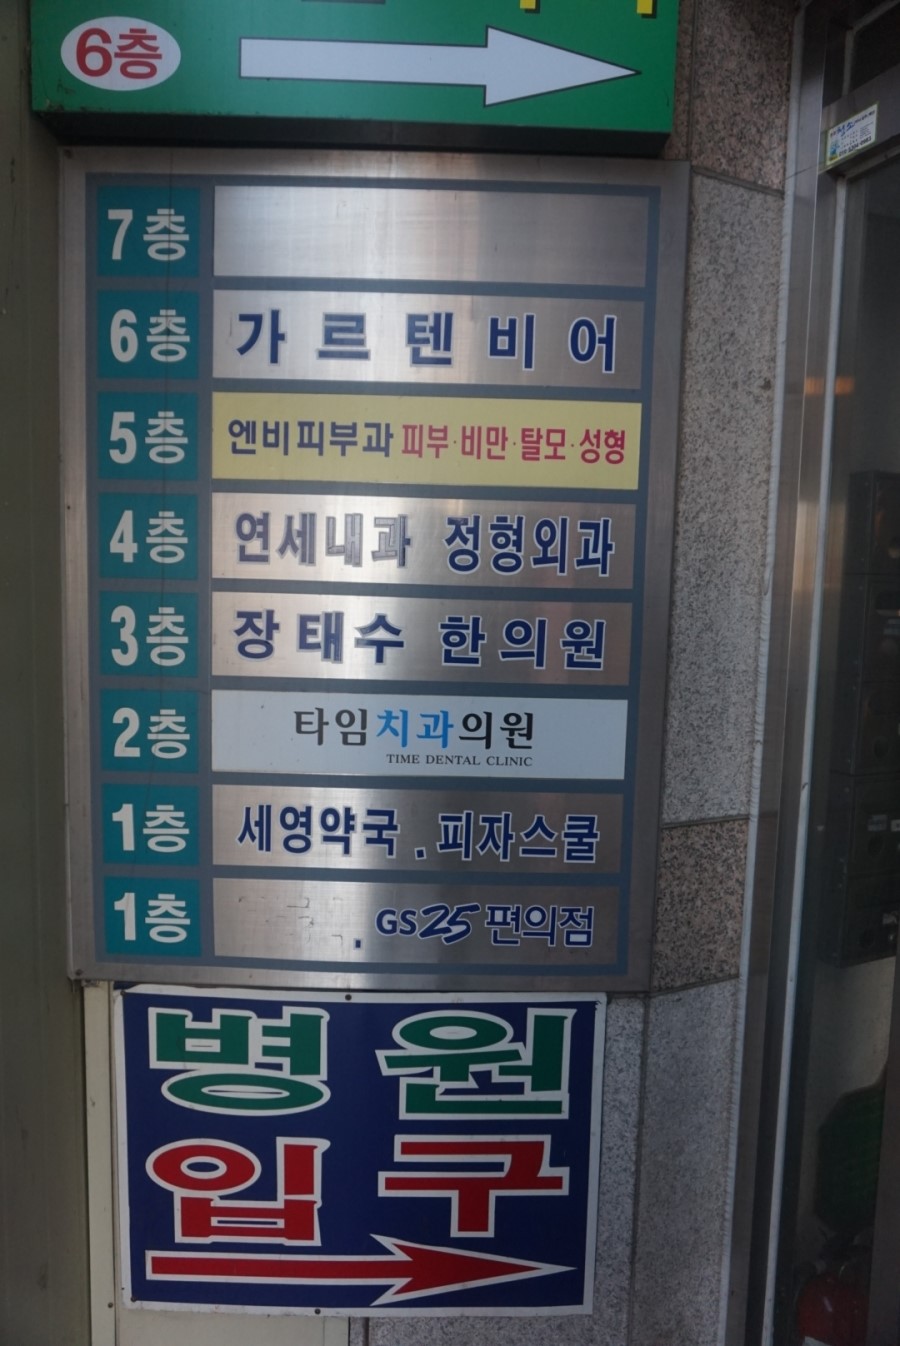 6층
7층
6층 가르텐비어
5층 엔비피부과 피부·비만·탈모·성형
4층 연세내과 정형외과
3층 장태수 한의원
2층 타임치과의원
TIME DENTAL CLINIC
1층 세영약국 . 피자스쿨
1층 . GS25 편의점
병원
입구